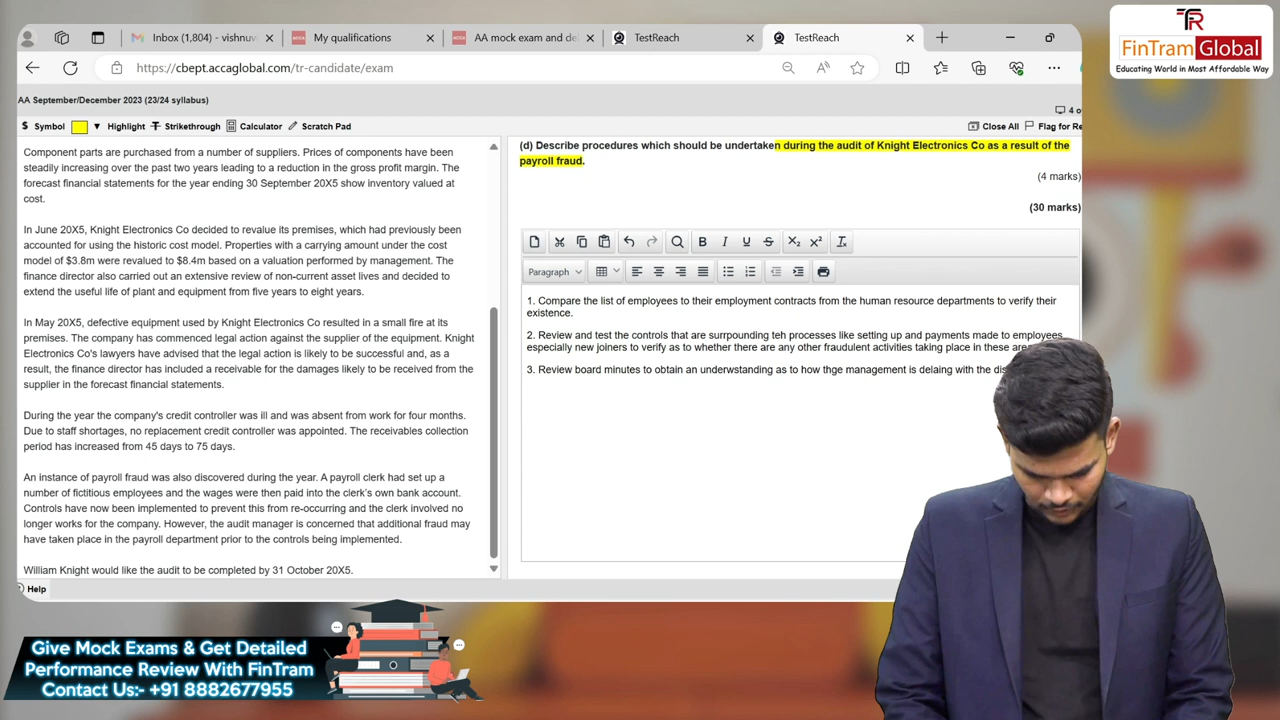 Inbox (1,804) - vishnuv
My qualifications
AA mock exam and de
TestReach
TestReach
https://cbept.accaglobal.com/tr-candidate/exam
FinTram Global
Educating World in Most Affordable Way
AA September/December 2023 (23/24 syllabus)
4 o
$ Symbol Highlight Strikethrough Calculator Scratch Pad
Close All Flag for Re
Component parts are purchased from a number of suppliers. Prices of components have been
steadily increasing over the past two years leading to a reduction in the gross profit margin. The
forecast financial statements for the year ending 30 September 20X5 show inventory valued at
cost.
In June 20X5, Knight Electronics Co decided to revalue its premises, which had previously been
accounted for using the historic cost model. Properties with a carrying amount under the cost
model of $3.8m were revalued to $8.4m based on a valuation performed by management. The
finance director also carried out an extensive review of non-current asset lives and decided to
extend the useful life of plant and equipment from five years to eight years.
In May 20X5, defective equipment used by Knight Electronics Co resulted in a small fire at its
premises. The company has commenced legal action against the supplier of the equipment. Knight
Electronics Co's lawyers have advised that the legal action is likely to be successful and, as a
result, the finance director has included a receivable for the damages likely to be received from the
supplier in the forecast financial statements.
During the year the company's credit controller was ill and was absent from work for four months.
Due to staff shortages, no replacement credit controller was appointed. The receivables collection
period has increased from 45 days to 75 days.
An instance of payroll fraud was also discovered during the year. A payroll clerk had set up a
number of fictitious employees and the wages were then paid into the clerk's own bank account.
Controls have now been implemented to prevent this from re-occurring and the clerk involved no
longer works for the company. However, the audit manager is concerned that additional fraud may
have taken place in the payroll department prior to the controls being implemented.
William Knight would like the audit to be completed by 31 October 20X5.
Help
(d) Describe procedures which should be undertaken during the audit of Knight Electronics Co as a result of the
payroll fraud.
(4 marks)
(30 marks)
Paragraph
1. Compare the list of employees to their employment contracts from the human resource departments to verify their
existence.
2. Review and test the controls that are surrpounding teh processes like setting up and payments made to employees
especially new joiners to verify as to whether there are any other fraudulent activities taking place in these area
3. Review board minutes to obtain an underwstanding as to how thge management is delaing with the dis
Give Mock Exams & Get Detailed
Performance Review With FinTram
Contact Us:- +91 8882677955